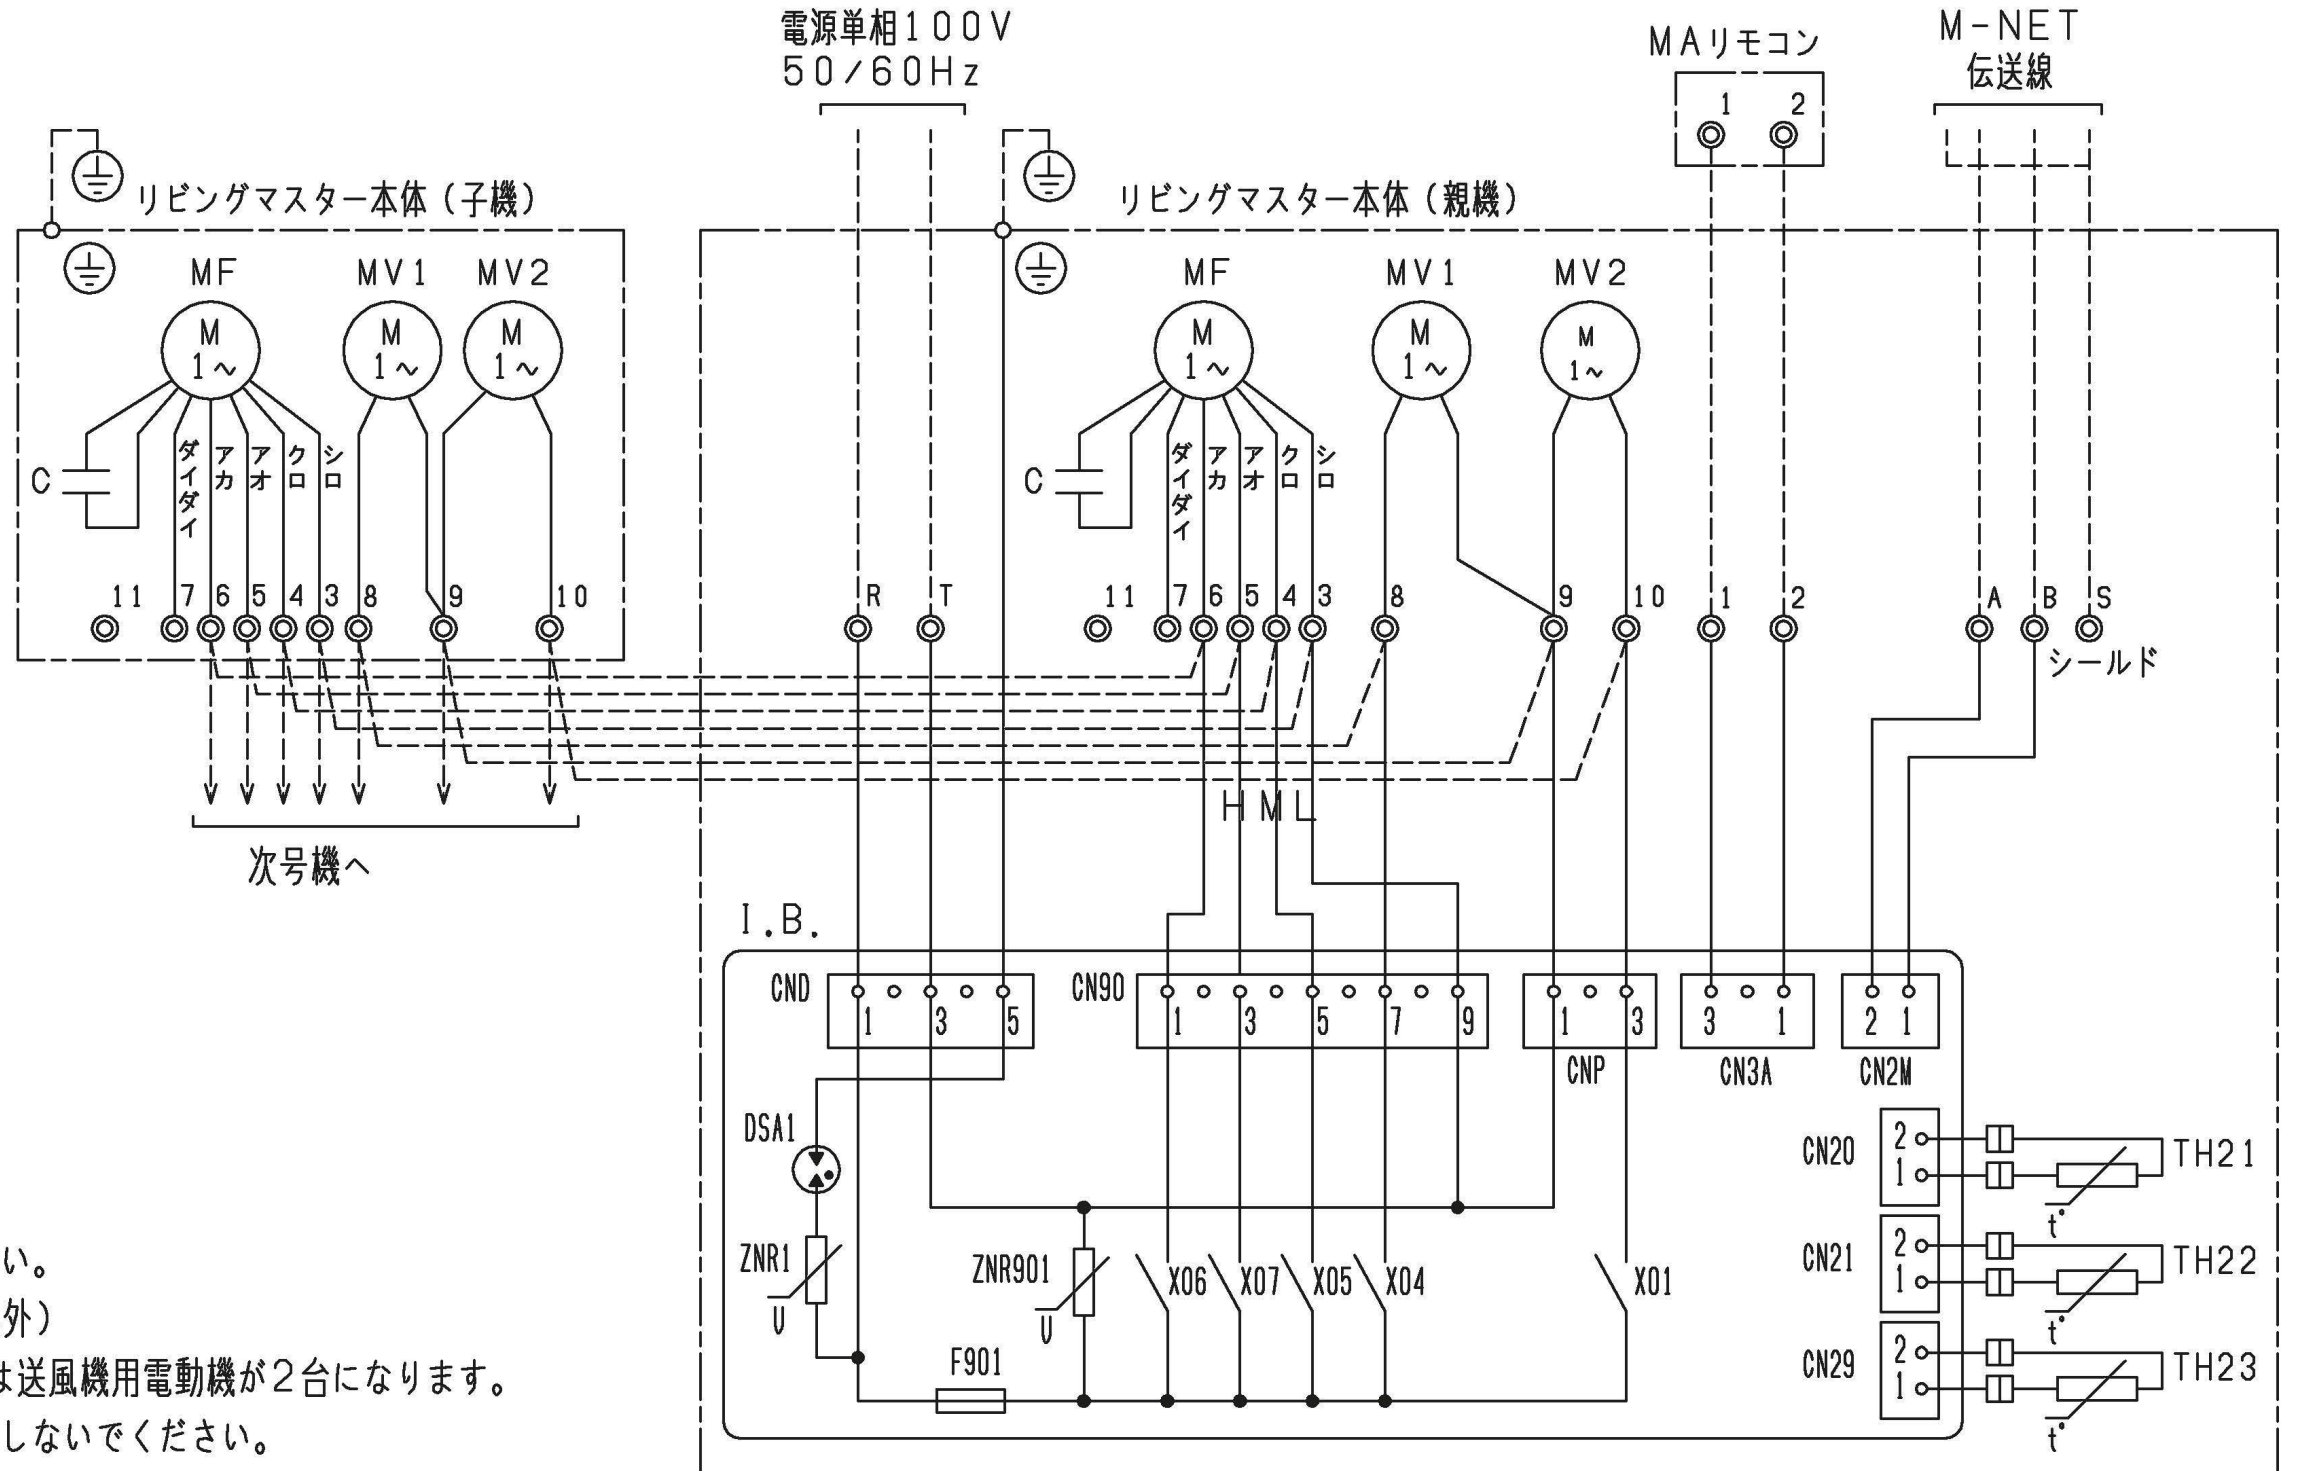 電源単相100V
50/60Hz
MAリモコン
1 2
M-NET
伝送線
リビングマスター本体(子機)
リビングマスター本体(親機)
MF MV1 MV2
M 1~ M 1~ M 1~
MF MV1 MV2
M 1~ M 1~ M 1~
C
ダイダイ
アカ
アオ
クロ
シロ
C
ダイダイ
アカ
アオ
クロ
シロ
11 7 6 5 4 3 8 9 10
R T
11 7 6 5 4 3 8 9 10
1 2
A B S
シールド
H M L
次号機へ
I.B.
CND
1 3 5
CN90
1 3 5 7 9
1 3
CNP
3 1
CN3A
2 1
CN2M
DSA1
ZNR1
U
ZNR901
U
X06 X07 X05 X04 X01
F901
CN20
2
1
TH21
t°
CN21
2
1
TH22
t°
CN29
2
1
TH23
t°
い。
外)
は送風機用電動機が2台になります。
しないでください。